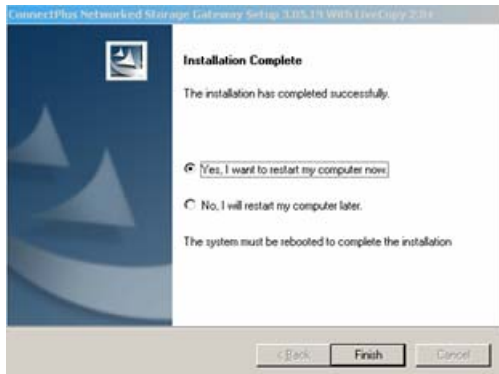 ConnectPlus Networked Storage Gateway Setup 3.05.19 With LiveCopy
Installation Complete
The installation has completed successfully.
Yes, I want to restart my computer now.
No, I will restart my computer later.
The system must be rebooted to complete the installation
< Back
Finish
Cancel